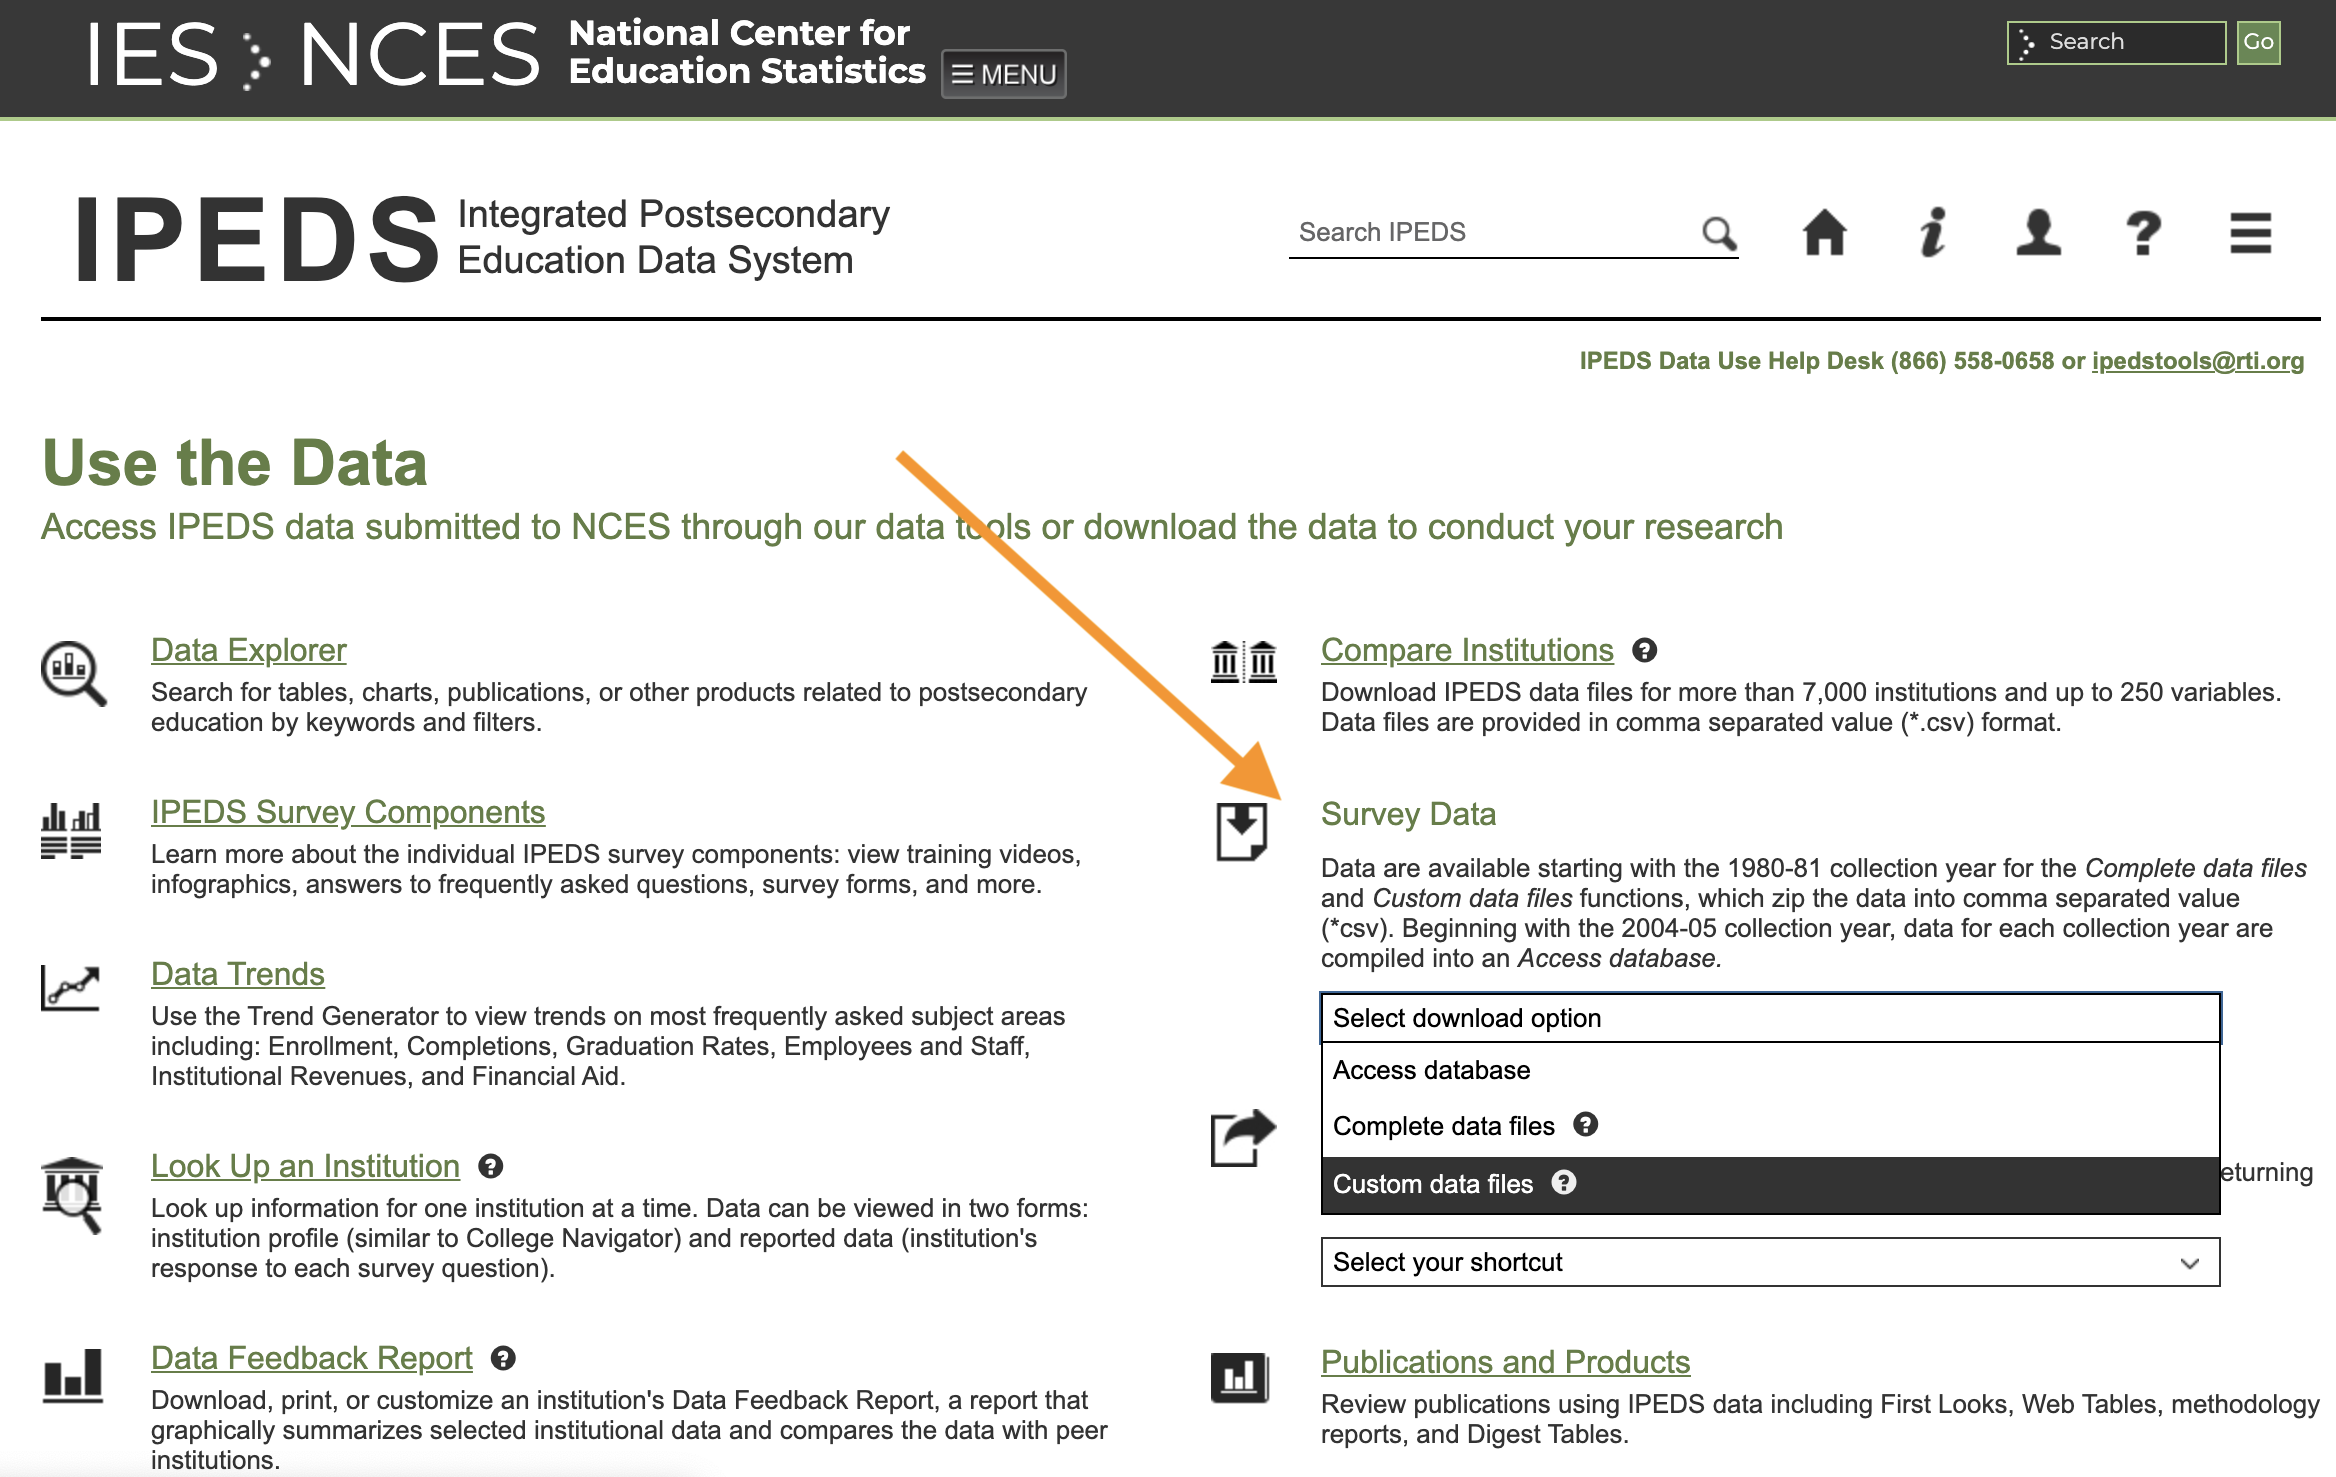 IES NCES National Center for
Education Statistics
☰ MENU
Search
Go
IPEDS Integrated Postsecondary
Education Data System
Search IPEDS
IPEDS Data Use Help Desk (866) 558-0658 or ipedstools@rti.org
Use the Data
Access IPEDS data submitted to NCES through our data tools or download the data to conduct your research
Data Explorer
Search for tables, charts, publications, or other products related to postsecondary
education by keywords and filters.
IPEDS Survey Components
Learn more about the individual IPEDS survey components: view training videos,
infographics, answers to frequently asked questions, survey forms, and more.
Data Trends
Use the Trend Generator to view trends on most frequently asked subject areas
including: Enrollment, Completions, Graduation Rates, Employees and Staff,
Institutional Revenues, and Financial Aid.
Look Up an Institution ?
Look up information for one institution at a time. Data can be viewed in two forms:
institution profile (similar to College Navigator) and reported data (institution's
response to each survey question).
Data Feedback Report ?
Download, print, or customize an institution's Data Feedback Report, a report that
graphically summarizes selected institutional data and compares the data with peer
institutions.
Compare Institutions ?
Download IPEDS data files for more than 7,000 institutions and up to 250 variables.
Data files are provided in comma separated value (*.csv) format.
Survey Data
Data are available starting with the 1980-81 collection year for the Complete data files
and Custom data files functions, which zip the data into comma separated value
(*csv). Beginning with the 2004-05 collection year, data for each collection year are
compiled into an Access database.
Select download option
Access database
Complete data files ?
Custom data files ?
eturning
Select your shortcut
Publications and Products
Review publications using IPEDS data including First Looks, Web Tables, methodology
reports, and Digest Tables.